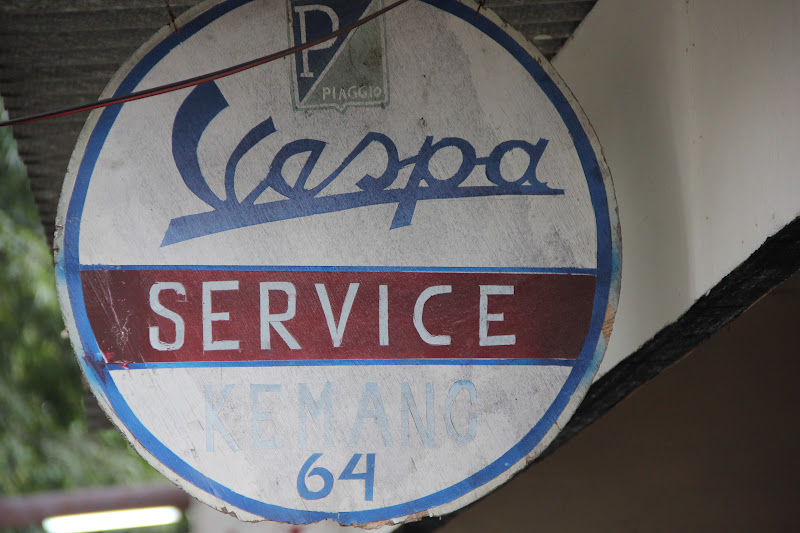 P
PIAGGIO
Vespa
SERVICE
KEMANG
64